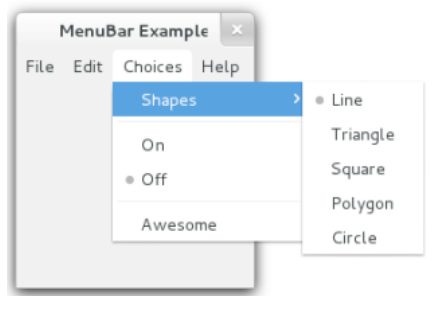 MenuBar Example
File Edit Choices Help
Shapes
On
Off
Awesome
Line
Triangle
Square
Polygon
Circle